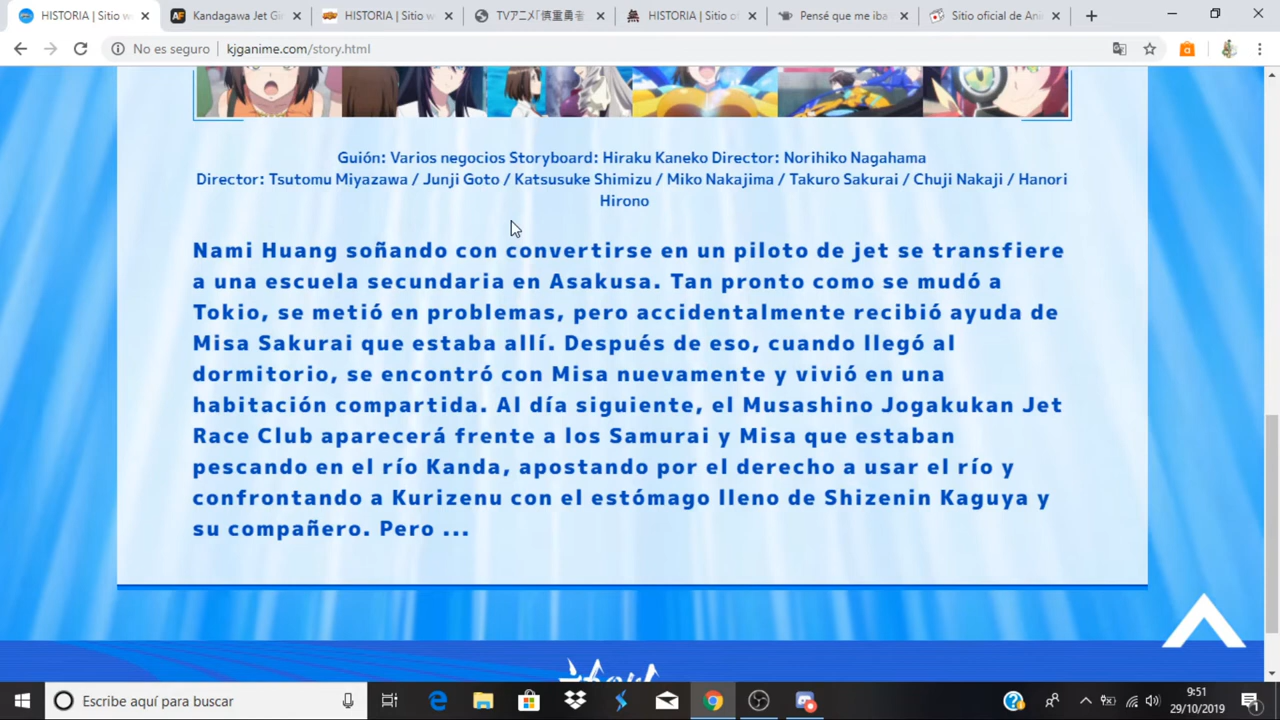 HISTORIA | Sitio w
Kandagawa Jet Gir
HISTORIA | Sitio w
TVアニメ「慎重勇者
HISTORIA | Sitio of
Pensé que me iba
Sitio oficial de Ani
No es seguro
kjganime.com/story.html
Guión: Varios negocios Storyboard: Hiraku Kaneko Director: Norihiko Nagahama
Director: Tsutomu Miyazawa / Junji Goto / Katsusuke Shimizu / Miko Nakajima / Takuro Sakurai / Chuji Nakaji / Hanori
Hirono
Nami Huang soñando con convertirse en un piloto de jet se transfiere
a una escuela secundaria en Asakusa. Tan pronto como se mudó a
Tokio, se metió en problemas, pero accidentalmente recibió ayuda de
Misa Sakurai que estaba allí. Después de eso, cuando llegó al
dormitorio, se encontró con Misa nuevamente y vivió en una
habitación compartida. Al día siguiente, el Musashino Jogakukan Jet
Race Club aparecerá frente a los Samurai y Misa que estaban
pescando en el río Kanda, apostando por el derecho a usar el río y
confrontando a Kurizenu con el estómago lleno de Shizenin Kaguya y
su compañero. Pero ...
Escribe aquí para buscar
9:51
29/10/2019